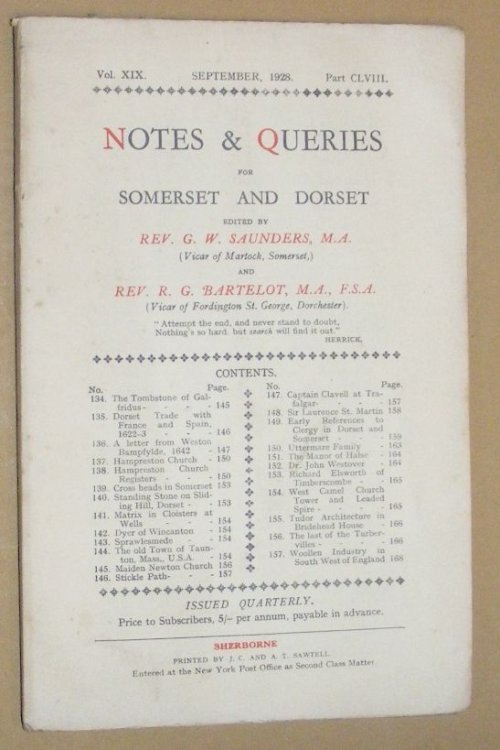 Vol. XIX. SEPTEMBER, 1928. Part CLVIII.
NOTES & QUERIES
FOR
SOMERSET AND DORSET
EDITED BY
REV. G. W. SAUNDERS, M.A.
(Vicar of Martock, Somerset,)
AND
REV. R. G. BARTELOT, M.A., F.S.A.
(Vicar of Fordington St. George, Dorchester).
"Attempt the end, and never stand to doubt,
Nothing's so hard but search will find it out."
HERRICK.
CONTENTS.
No. Page.
134. The Tombstone of Gal-
fridus - - - - 145
135. Dorset Trade with
France and Spain,
1622-3 - - - 146
136. A letter from Weston
Bampfylde, 1642 - 147
137. Hampreston Church - 150
138. Hampreston Church
Registers - - - 150
139. Cross heads in Somerset 153
140. Standing Stone on Slid-
ing Hill, Dorset - - 153
141. Matrix in Cloisters at
Wells - - - - 154
142. Dyer of Wincanton - 154
143. Sprawlesmede - - 154
144. The old Town of Taun-
ton, Mass., U.S.A. - 154
145. Maiden Newton Church 156
146. Stickle Path - - - 157
No. Page.
147. Captain Clavell at Tra-
falgar - - - - 157
148. Sir Laurence St. Martin 158
149. Early References to
Clergy in Dorset and
Somerset - - - 159
150. Uttermare Family - 163
151. The Manor of Halse - 164
152. Dr. John Westover - 164
153. Richard Elsworth of
Timberscombe - - 165
154. West Camel Church
Tower and Leaded
Spire - - - - 165
155. Tudor Architecture in
Bridehead House - 166
156. The last of the Turber-
villes - - - - 166
157. Woollen Industry in
South West of England 168
ISSUED QUARTERLY.
Price to Subscribers, 5/- per annum, payable in advance.
SHERBORNE
PRINTED BY J. C. AND A. T. SAWTELL.
Entered at the New York Post Office as Second Class Matter.